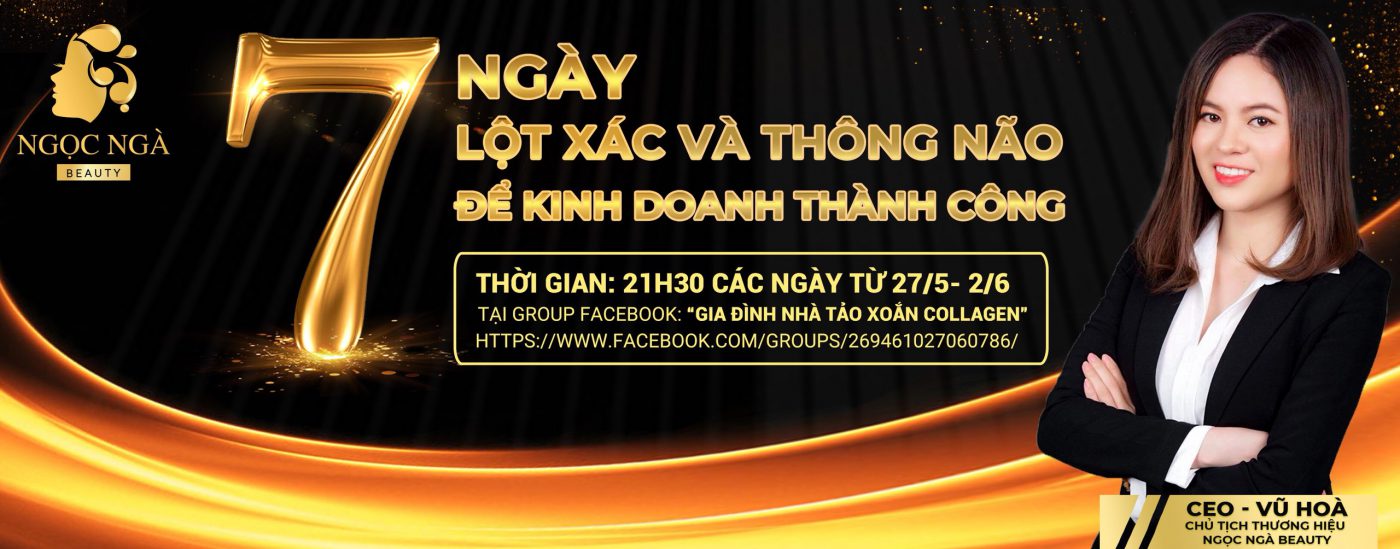 NGỌC NGÀ
BEAUTY
7
NGÀY
LỘT XÁC VÀ THÔNG NÃO
ĐỂ KINH DOANH THÀNH CÔNG
THỜI GIAN: 21H30 CÁC NGÀY TỪ 27/5- 2/6
TẠI GROUP FACEBOOK: “GIA ĐÌNH NHÀ TẢO XOẮN COLLAGEN”
HTTPS://WWW.FACEBOOK.COM/GROUPS/269461027060786/
CEO - VŨ HOÀ
CHỦ TỊCH THƯƠNG HIỆU
NGỌC NGÀ BEAUTY